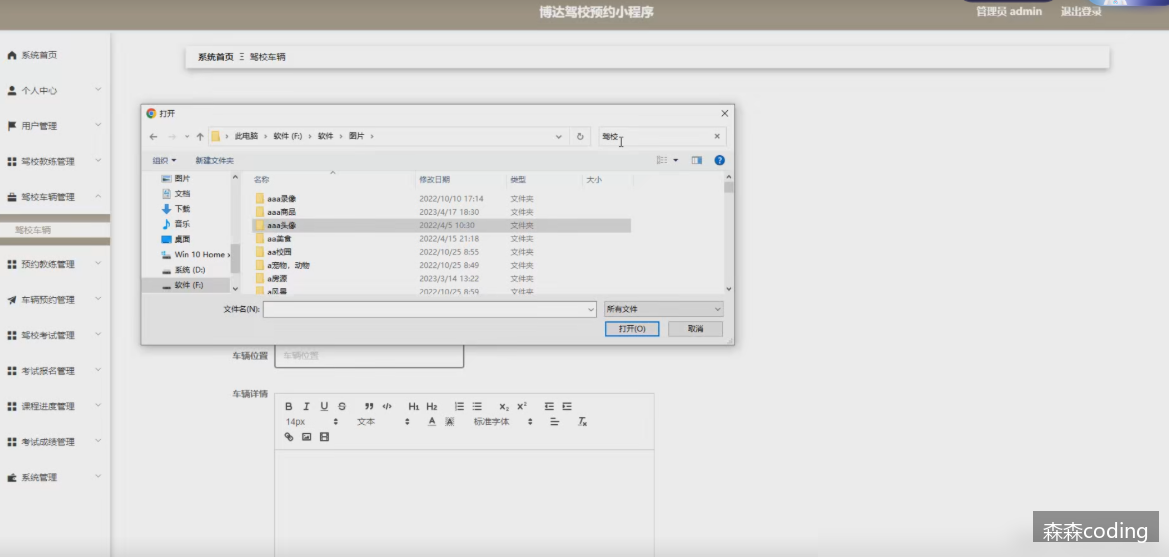 博达驾校预约小程序
管理员 admin 退出登录
系统首页
个人中心
用户管理
驾校教练管理
驾校车辆管理
驾校车辆
预约教练管理
车辆预约管理
驾校考试管理
考试报名管理
课程进度管理
考试成绩管理
系统管理
系统首页 Ξ 驾校车辆
打开
此电脑 › 软件 (F:) › 软件 › 图片 ›
驾校
组织 新建文件夹
图片
文档
下载
音乐
桌面
Win 10 Home
系统 (D:)
软件 (F:)
名称 修改日期 类型 大小
aaa录像 2022/10/10 17:14 文件夹
aaa商品 2023/4/17 18:30 文件夹
aaa头像 2022/4/5 10:30 文件夹
aa美食 2022/4/15 21:18 文件夹
aa校园 2022/10/25 8:55 文件夹
a宠物，动物 2022/10/25 8:49 文件夹
a房源 2023/3/14 13:22 文件夹
a风景 2022/10/25 8:59 文件夹
文件名(N): 所有文件
打开(O) 取消
车辆位置 车辆位置
车辆详情
B I U S ” </> H1 H2 X2 X²
14px 文本 A A 标准字体 Tx
森森coding